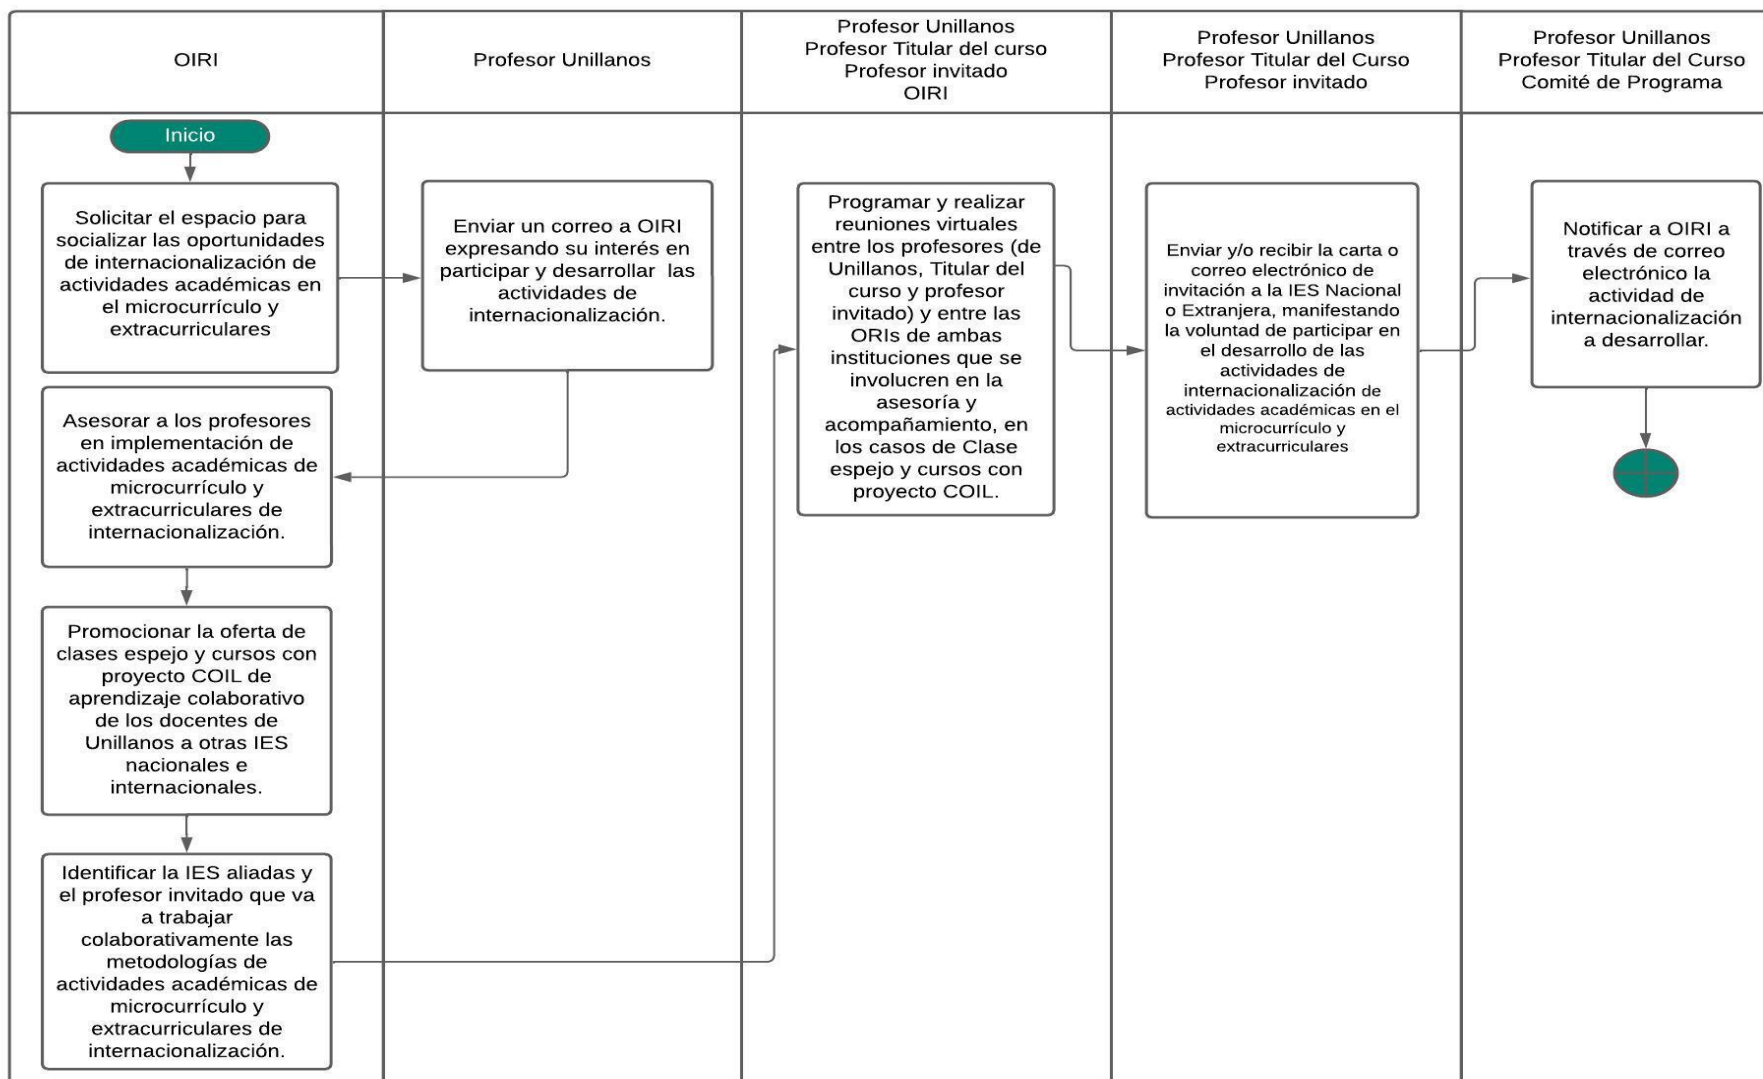 OIRI
Profesor Unillanos
Profesor Unillanos
Profesor Titular del curso
Profesor invitado
OIRI
Profesor Unillanos
Profesor Titular del Curso
Profesor invitado
Profesor Unillanos
Profesor Titular del Curso
Comité de Programa
Inicio
Solicitar el espacio para
socializar las oportunidades
de internacionalización de
actividades académicas en
el microcurrículo y
extracurriculares
Enviar un correo a OIRI
expresando su interés en
participar y desarrollar las
actividades de
internacionalización.
Asesorar a los profesores
en implementación de
actividades académicas de
microcurrículo y
extracurriculares de
internacionalización.
Promocionar la oferta de
clases espejo y cursos con
proyecto COIL de
aprendizaje colaborativo
de los docentes de
Unillanos a otras IES
nacionales e
internacionales.
Identificar la IES aliadas y
el profesor invitado que va
a trabajar
colaborativamente las
metodologías de
actividades académicas de
microcurrículo y
extracurriculares de
internacionalización.
Programar y realizar
reuniones virtuales
entre los profesores (de
Unillanos, Titular del
curso y profesor
invitado) y entre las
ORIs de ambas
instituciones que se
involucren en la
asesoría y
acompañamiento, en
los casos de Clase
espejo y cursos con
proyecto COIL.
Enviar y/o recibir la carta o
correo electrónico de
invitación a la IES Nacional
o Extranjera, manifestando
la voluntad de participar en
el desarrollo de las
actividades de
internacionalización de
actividades académicas en el
microcurrículo y
extracurriculares
Notificar a OIRI a
través de correo
electrónico la
actividad de
internacionalización
a desarrollar.